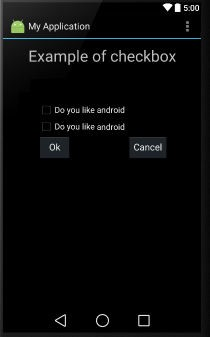 5:00
My Application
Example of checkbox
Do you like android
Do you like android
Ok Cancel